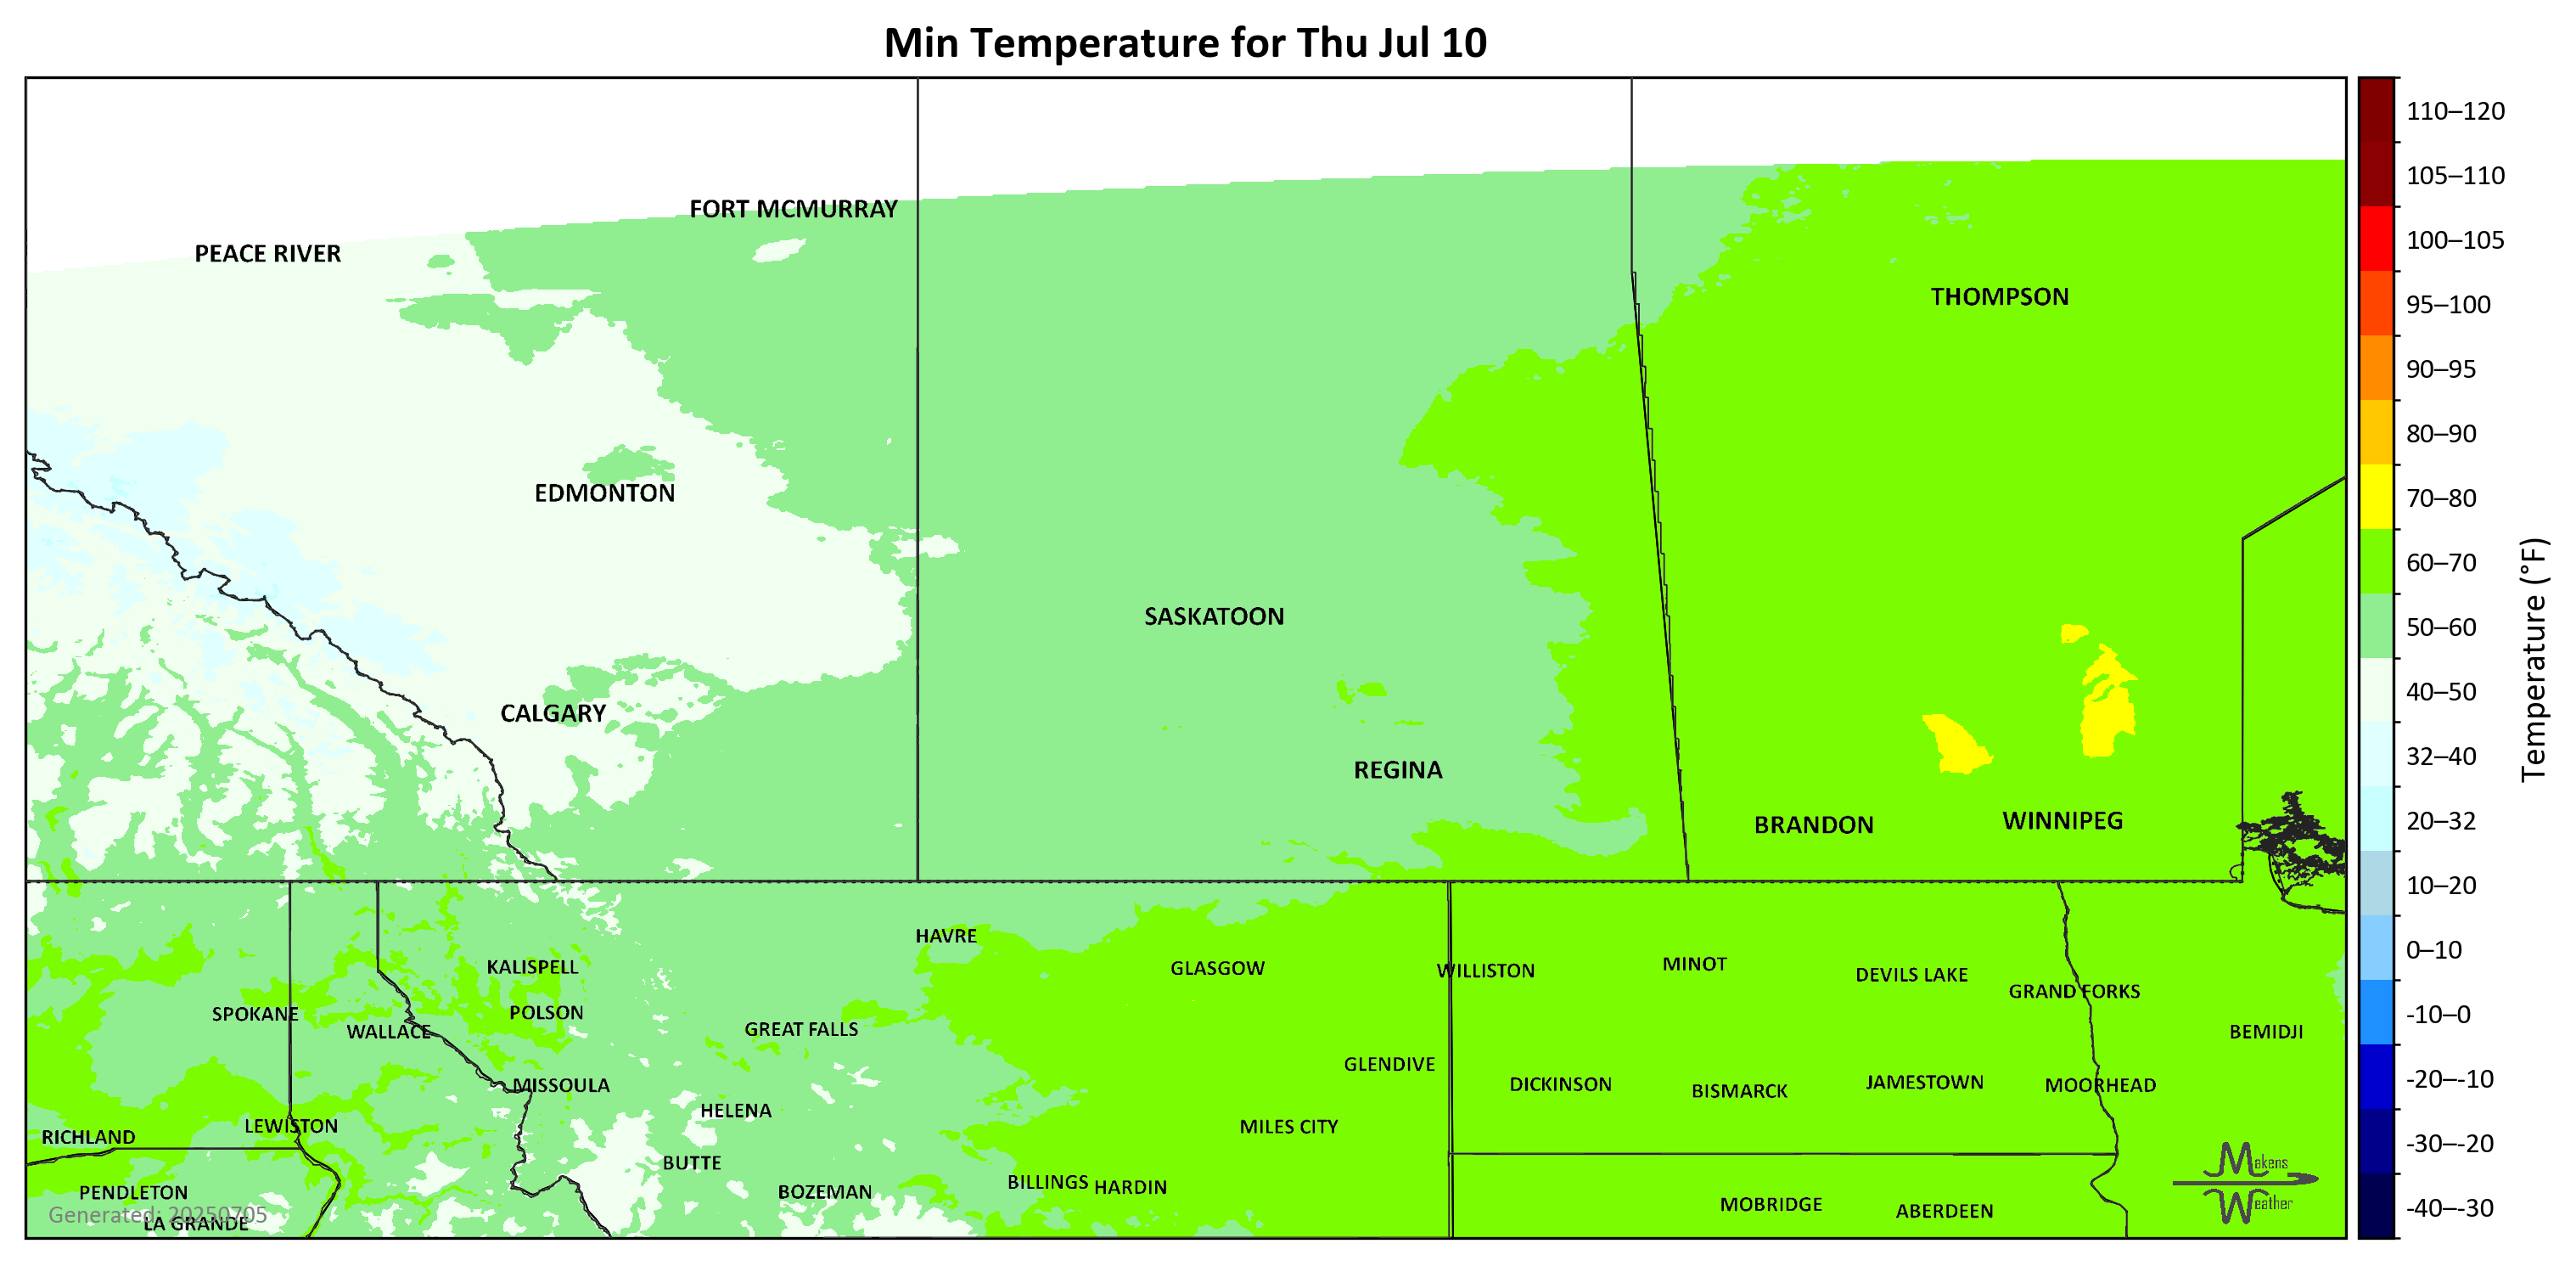 Min Temperature for Thu Jul 10
110–120
105–110
FORT MCMURRAY
100–105
PEACE RIVER
THOMPSON
95–100
90–95
80–90
EDMONTON
70–80
60–70
SASKATOON
50–60
Temperature (°F)
40–50
CALGARY
32–40
REGINA
20–32
BRANDON
WINNIPEG
10–20
HAVRE
0–10
KALISPELL
GLASGOW
WILLISTON
MINOT
DEVILS LAKE
GRAND FORKS
SPOKANE
POLSON
-10–0
WALLACE
GREAT FALLS
BEMIDJI
GLENDIVE
-20–-10
MISSOULA
DICKINSON
BISMARCK
JAMESTOWN
MOORHEAD
HELENA
LEWISTON
MILES CITY
RICHLAND
-30–-20
BUTTE
Makens
Weather
PENDLETON
BOZEMAN
BILLINGS
HARDIN
MOBRIDGE
ABERDEEN
-40–-30
Generated: 20250705
LA GRANDE